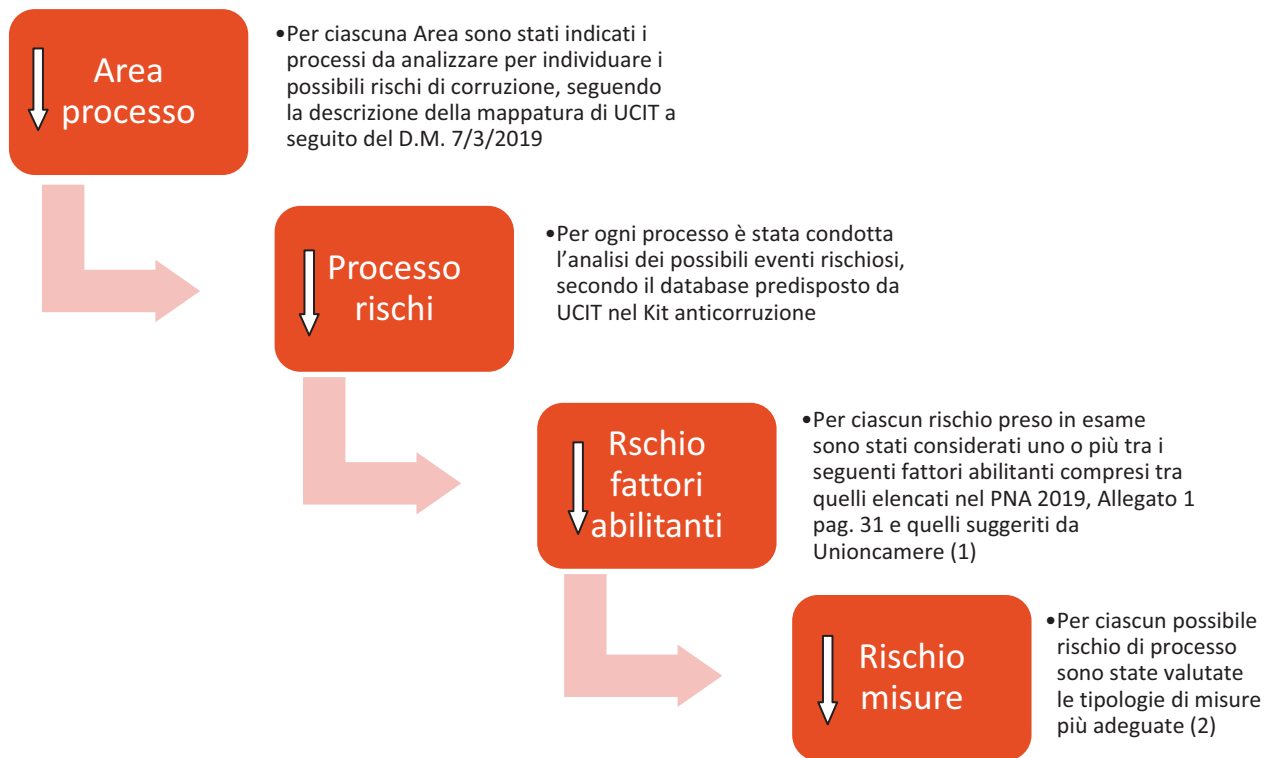 Area
processo
•Per ciascuna Area sono stati indicati i
processi da analizzare per individuare i
possibili rischi di corruzione, seguendo
la descrizione della mappatura di UCIT a
seguito del D.M. 7/3/2019
Processo
rischi
•Per ogni processo è stata condotta
l’analisi dei possibili eventi rischiosi,
secondo il database predisposto da
UCIT nel Kit anticorruzione
Rschio
fattori
abilitanti
•Per ciascun rischio preso in esame
sono stati considerati uno o più tra i
seguenti fattori abilitanti compresi tra
quelli elencati nel PNA 2019, Allegato 1
pag. 31 e quelli suggeriti da
Unioncamere (1)
Rischio
misure
•Per ciascun possibile
rischio di processo
sono state valutate
le tipologie di misure
più adeguate (2)